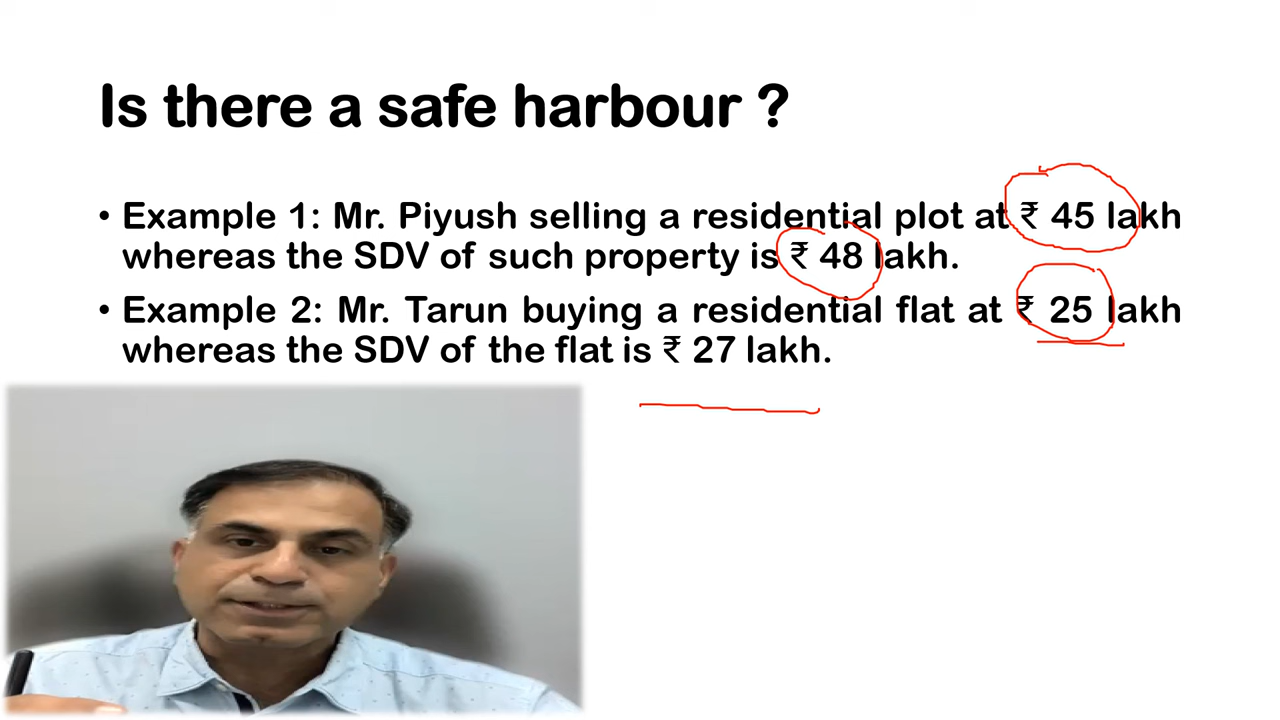 Is there a safe harbour ?
• Example 1: Mr. Piyush selling a residential plot at ₹ 45 lakh
whereas the SDV of such property is ₹ 48 lakh.
• Example 2: Mr. Tarun buying a residential flat at ₹ 25 lakh
whereas the SDV of the flat is ₹ 27 lakh.